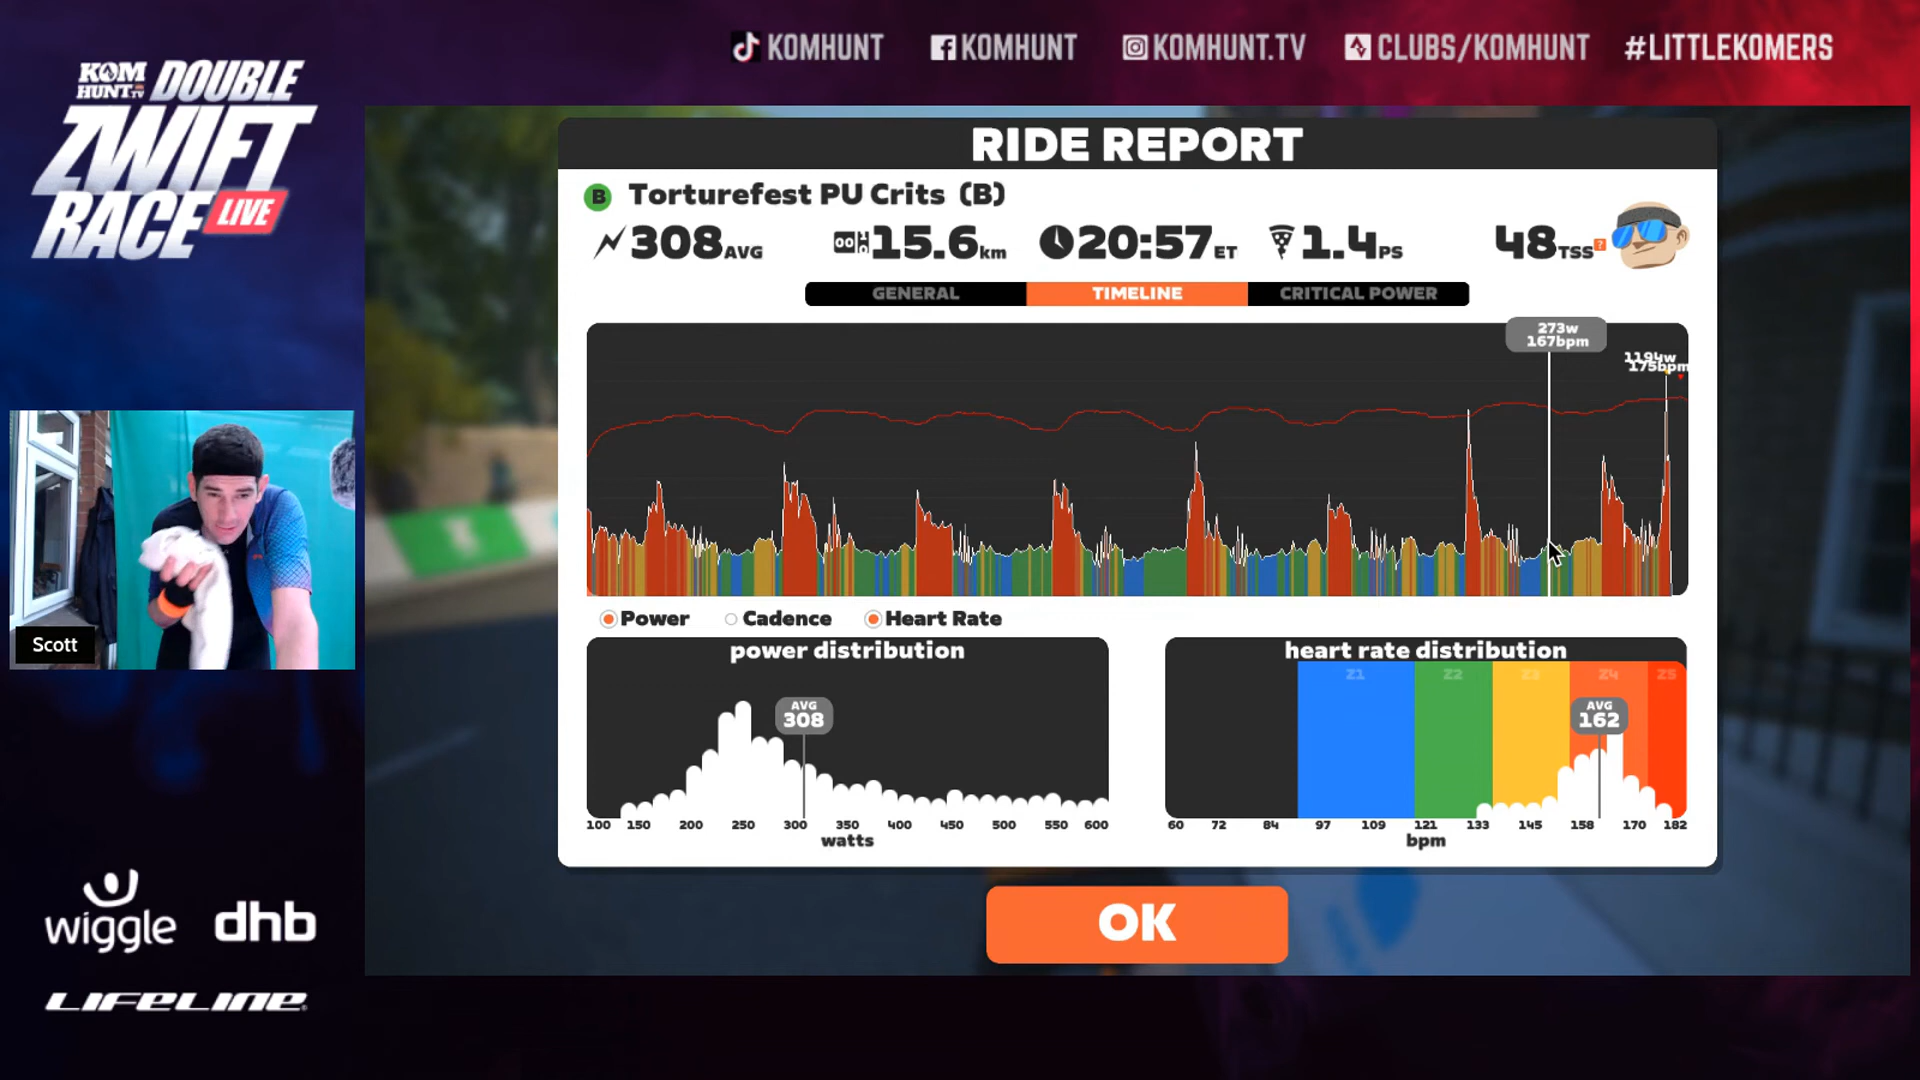 KOMHUNT
KOMHUNT
KOMHUNT.TV
CLUBS/KOMHUNT
#LITTLEKOMERS
KOM
HUNT.TV
DOUBLE
ZWIFT
RACE
LIVE
RIDE REPORT
B
Torturefest PU Crits (B)
308AVG
15.6km
20:57ET
1.4PS
48TSS?
GENERAL
TIMELINE
CRITICAL POWER
273w
167bpm
1194w
175bpm
Power
Cadence
Heart Rate
power distribution
AVG
308
100 150 200 250 300 350 400 450 500 550 600
watts
heart rate distribution
Z1 Z2 Z3 Z4 Z5
AVG
162
60 72 84 97 109 121 133 145 158 170 182
bpm
OK
Scott
wiggle
dhb
LIFELINE